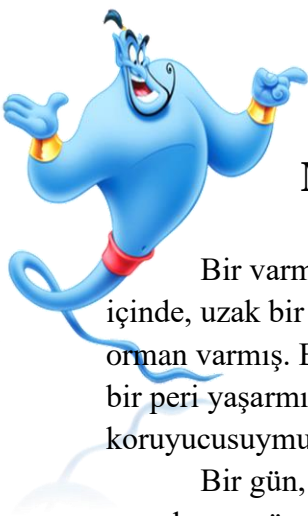 Bir varm
içinde, uzak bir
orman varmış. B
bir peri yaşarmı
koruyucusuymu
Bir gün,